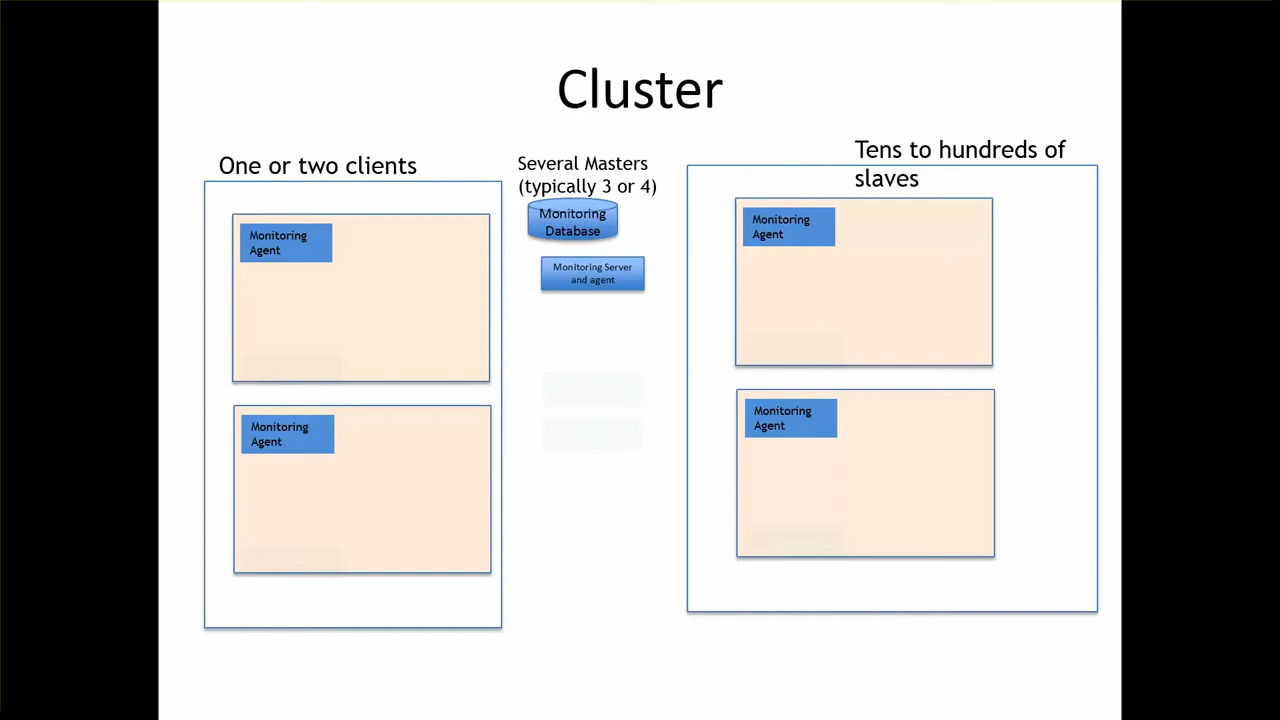 Cluster
One or two clients
Monitoring
Agent
Monitoring
Agent
Several Masters
(typically 3 or 4)
Monitoring
Database
Monitoring Server
and agent
Tens to hundreds of
slaves
Monitoring
Agent
Monitoring
Agent